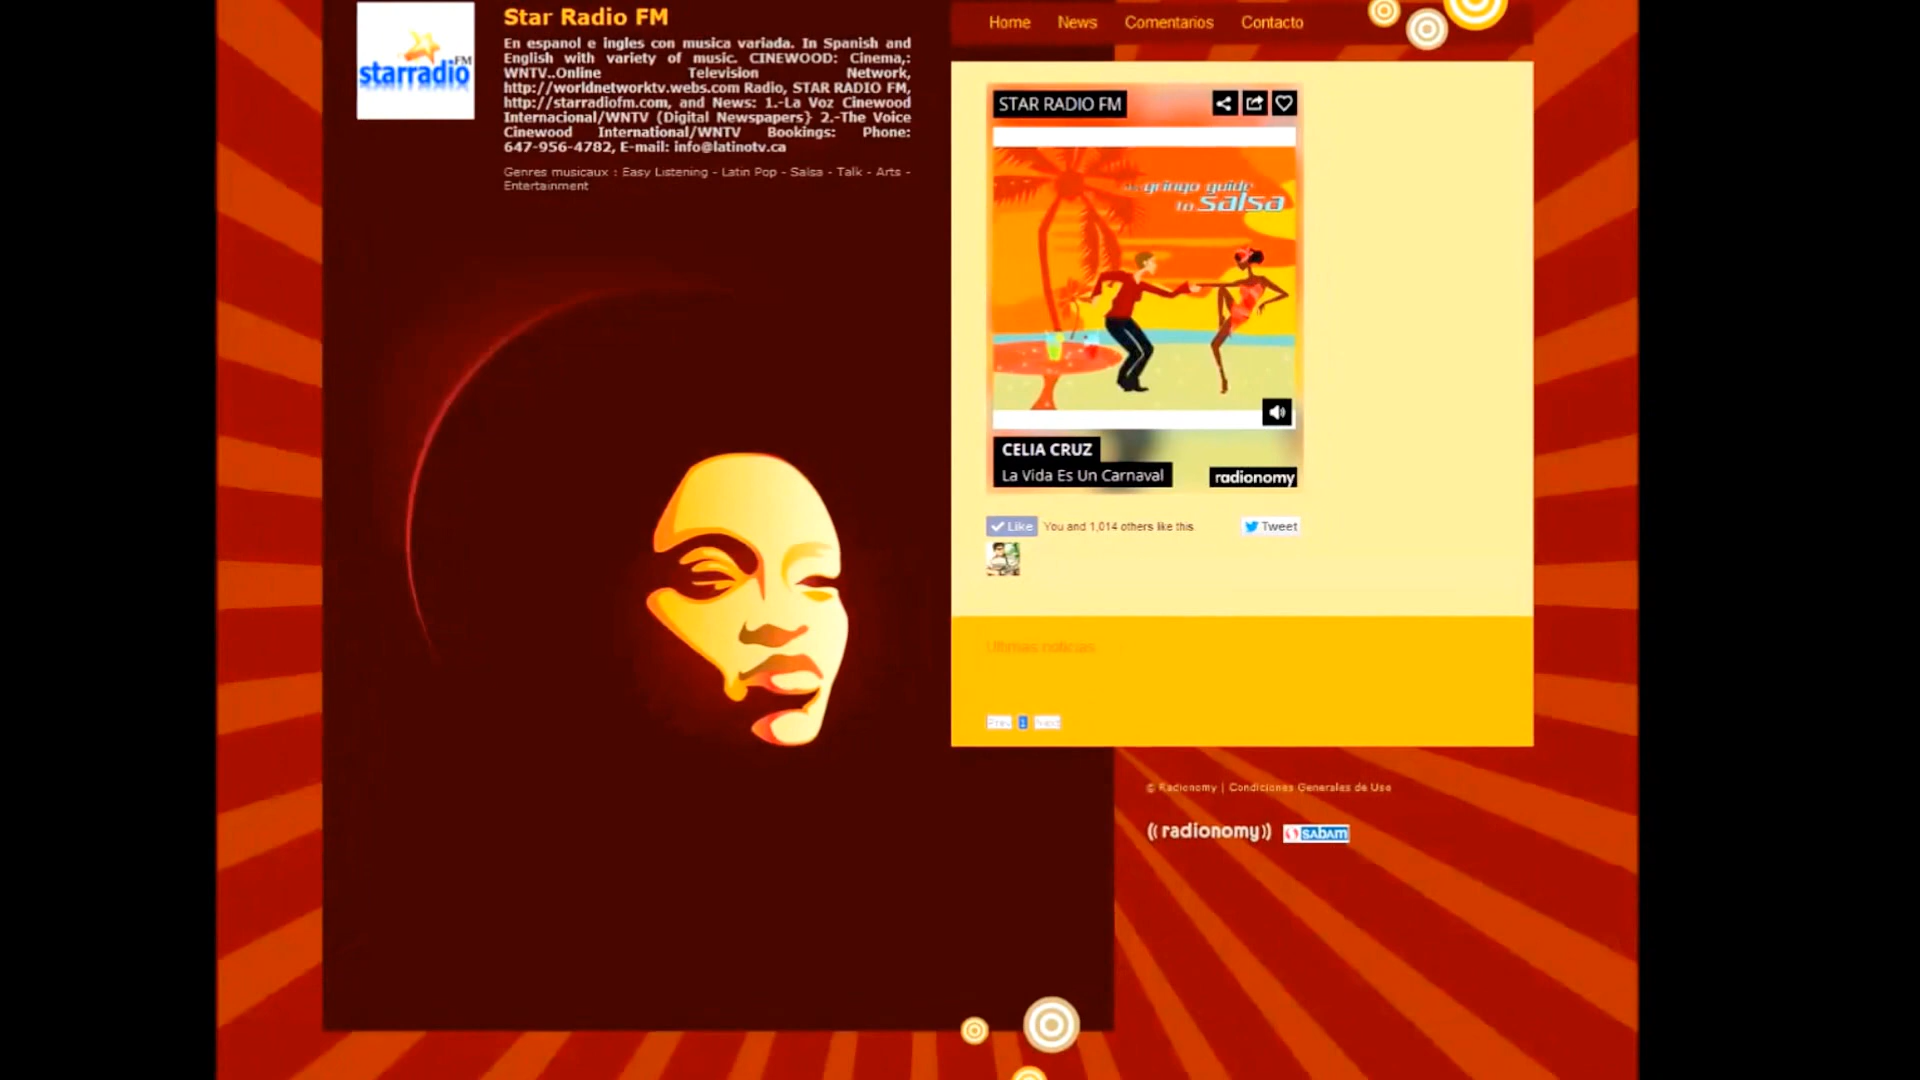 starradio FM
Star Radio FM
En espanol e ingles con musica variada. In Spanish and
English with variety of music. CINEWOOD: Cinema,:
WNTV..Online Television Network,
http://worldnetworktv.webs.com Radio, STAR RADIO FM,
http://starradiofm.com, and News: 1.-La Voz Cinewood
Internacional/WNTV (Digital Newspapers} 2.-The Voice
Cinewood International/WNTV Bookings: Phone:
647-956-4782, E-mail: info@latinotv.ca
Genres musicaux : Easy Listening - Latin Pop - Salsa - Talk - Arts -
Entertainment
Home News Comentarios Contacto
STAR RADIO FM
gringo guide
to salsa
CELIA CRUZ
La Vida Es Un Carnaval
radionomy
Like You and 1,014 others like this Tweet
Ultimas noticias
Prev 1 Next
© Radionomy | Condiciones Generales de Uso
((radionomy)) sabam